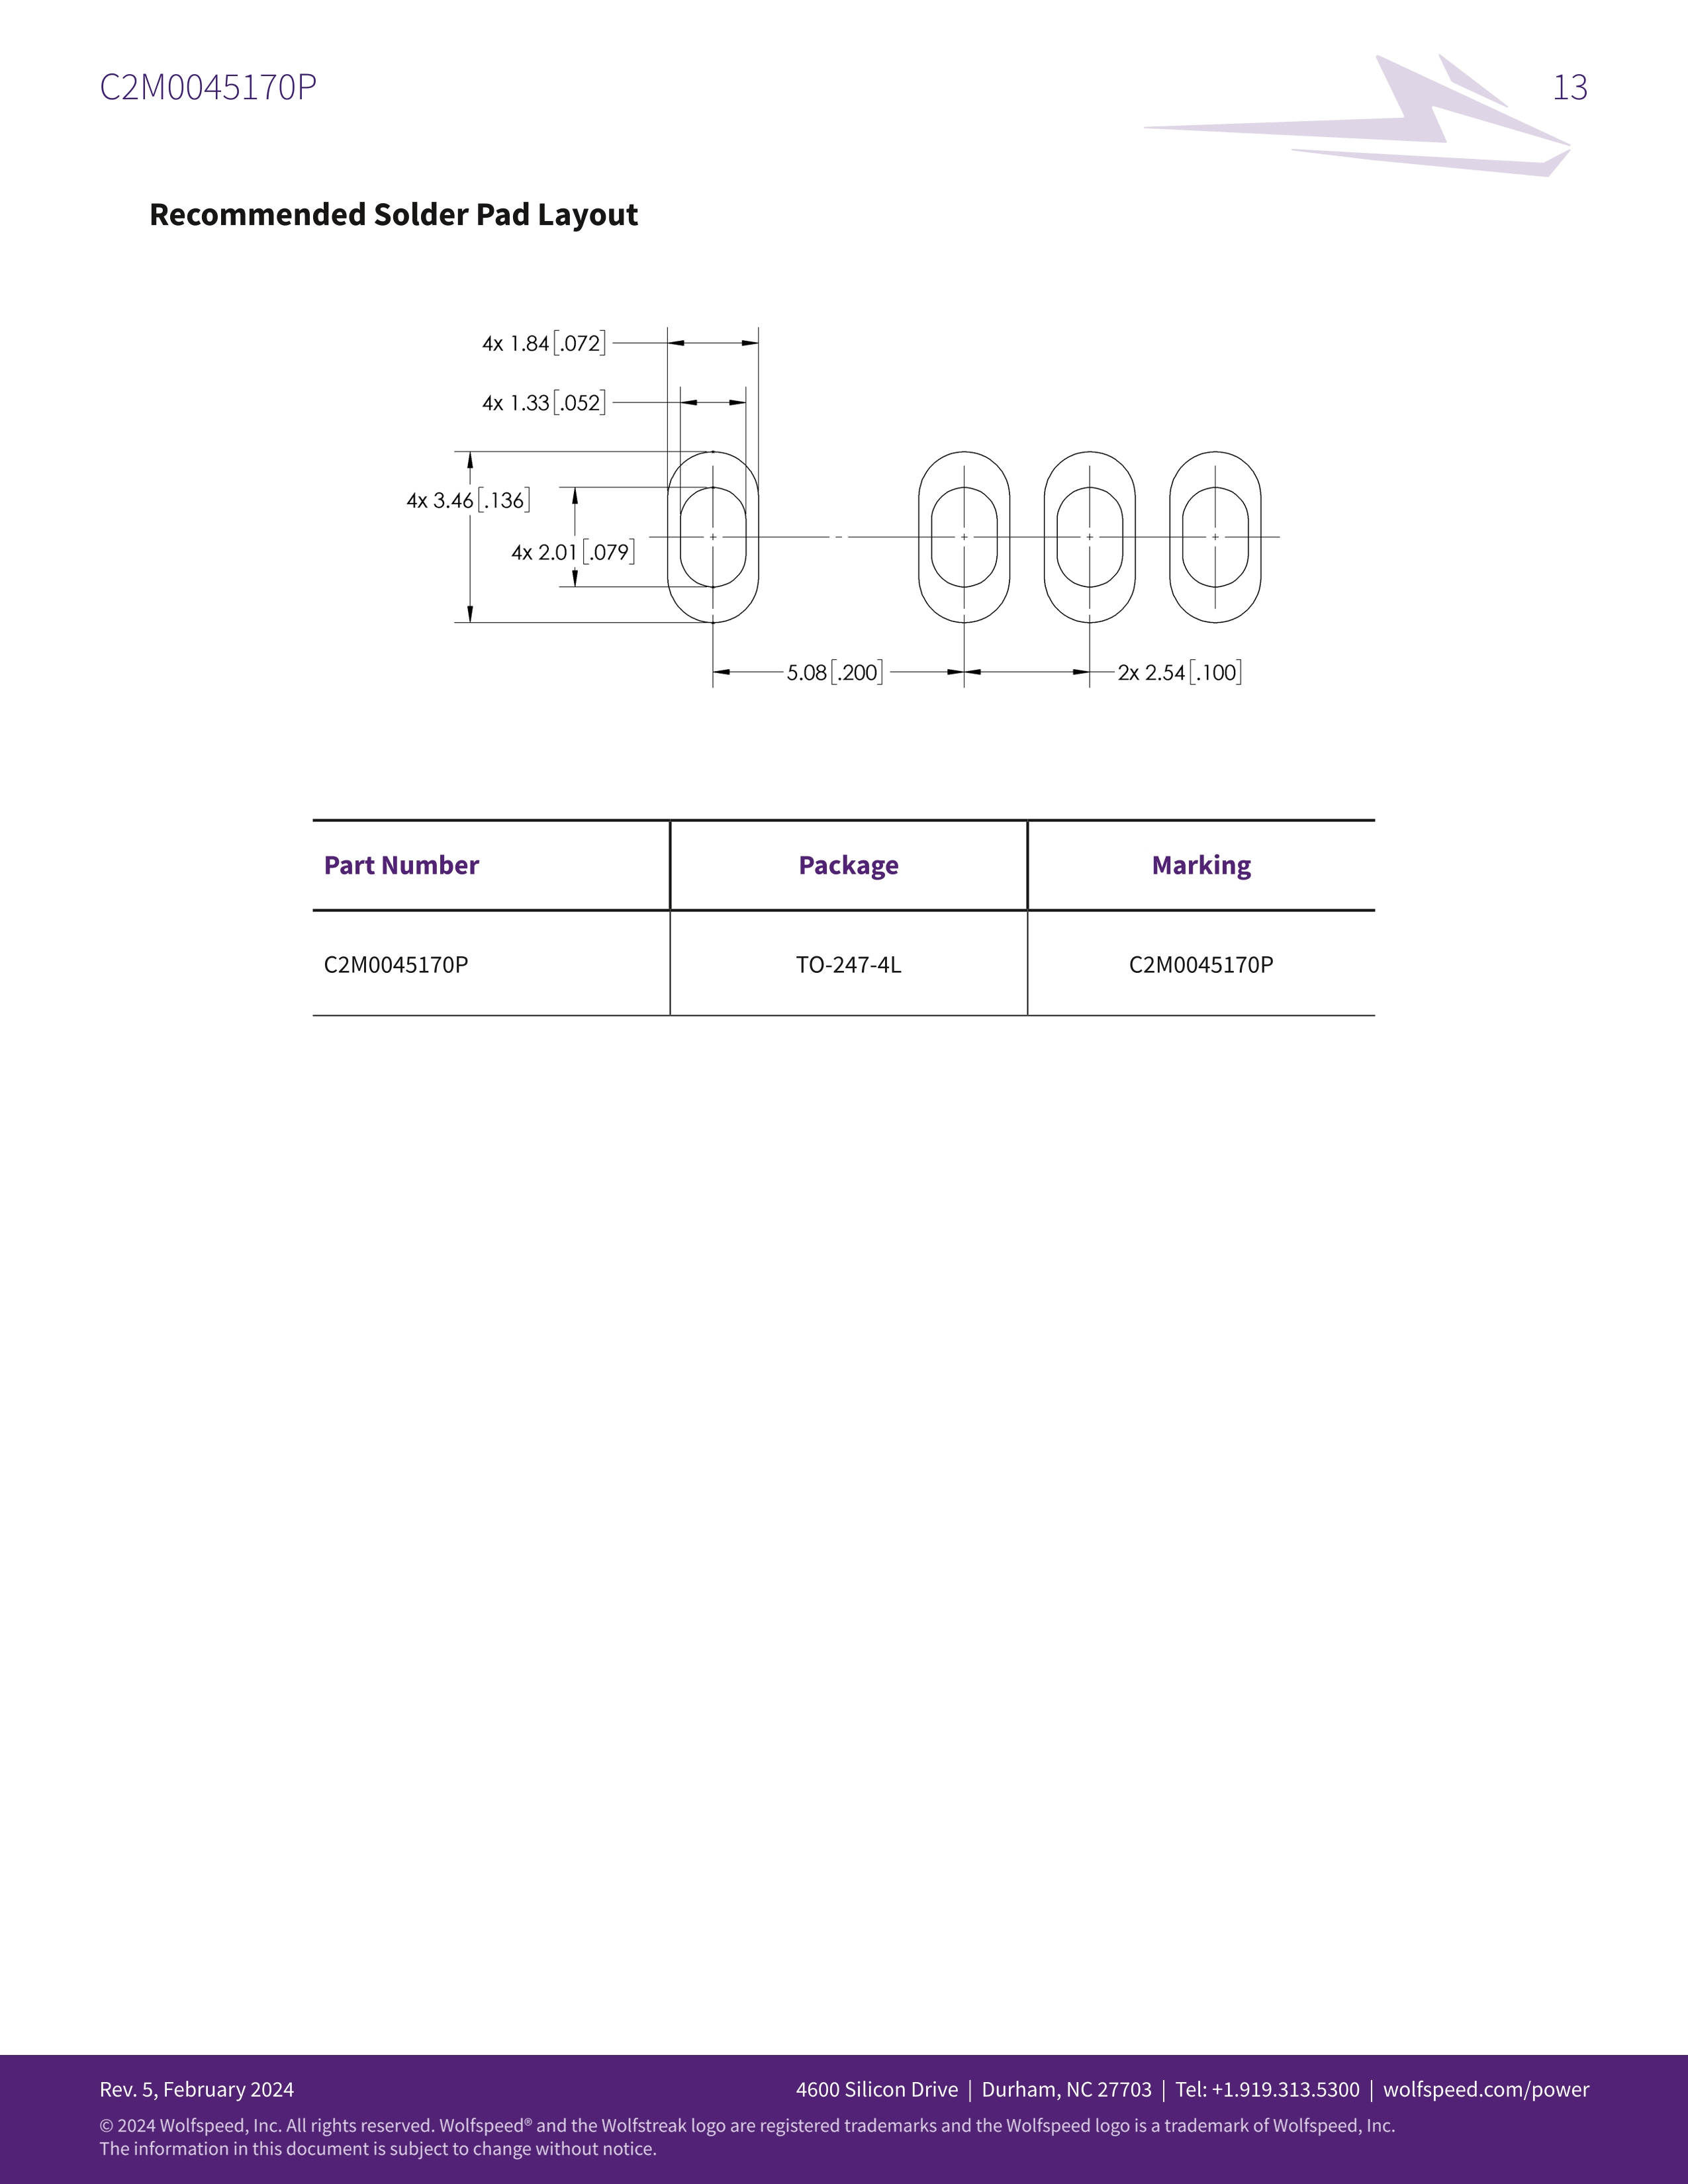 C2M0045170P
13
Recommended Solder Pad Layout
4x 1.84[.072]
4x 1.33[.052]
4x 3.46[.136]
4x 2.01[.079]
5.08[.200]
2x 2.54[.100]
Part Number Package Marking
C2M0045170P TO-247-4L C2M0045170P
Rev. 5, February 2024
4600 Silicon Drive | Durham, NC 27703 | Tel: +1.919.313.5300 | wolfspeed.com/power
© 2024 Wolfspeed, Inc. All rights reserved. Wolfspeed® and the Wolfstreak logo are registered trademarks and the Wolfspeed logo is a trademark of Wolfspeed, Inc.
The information in this document is subject to change without notice.